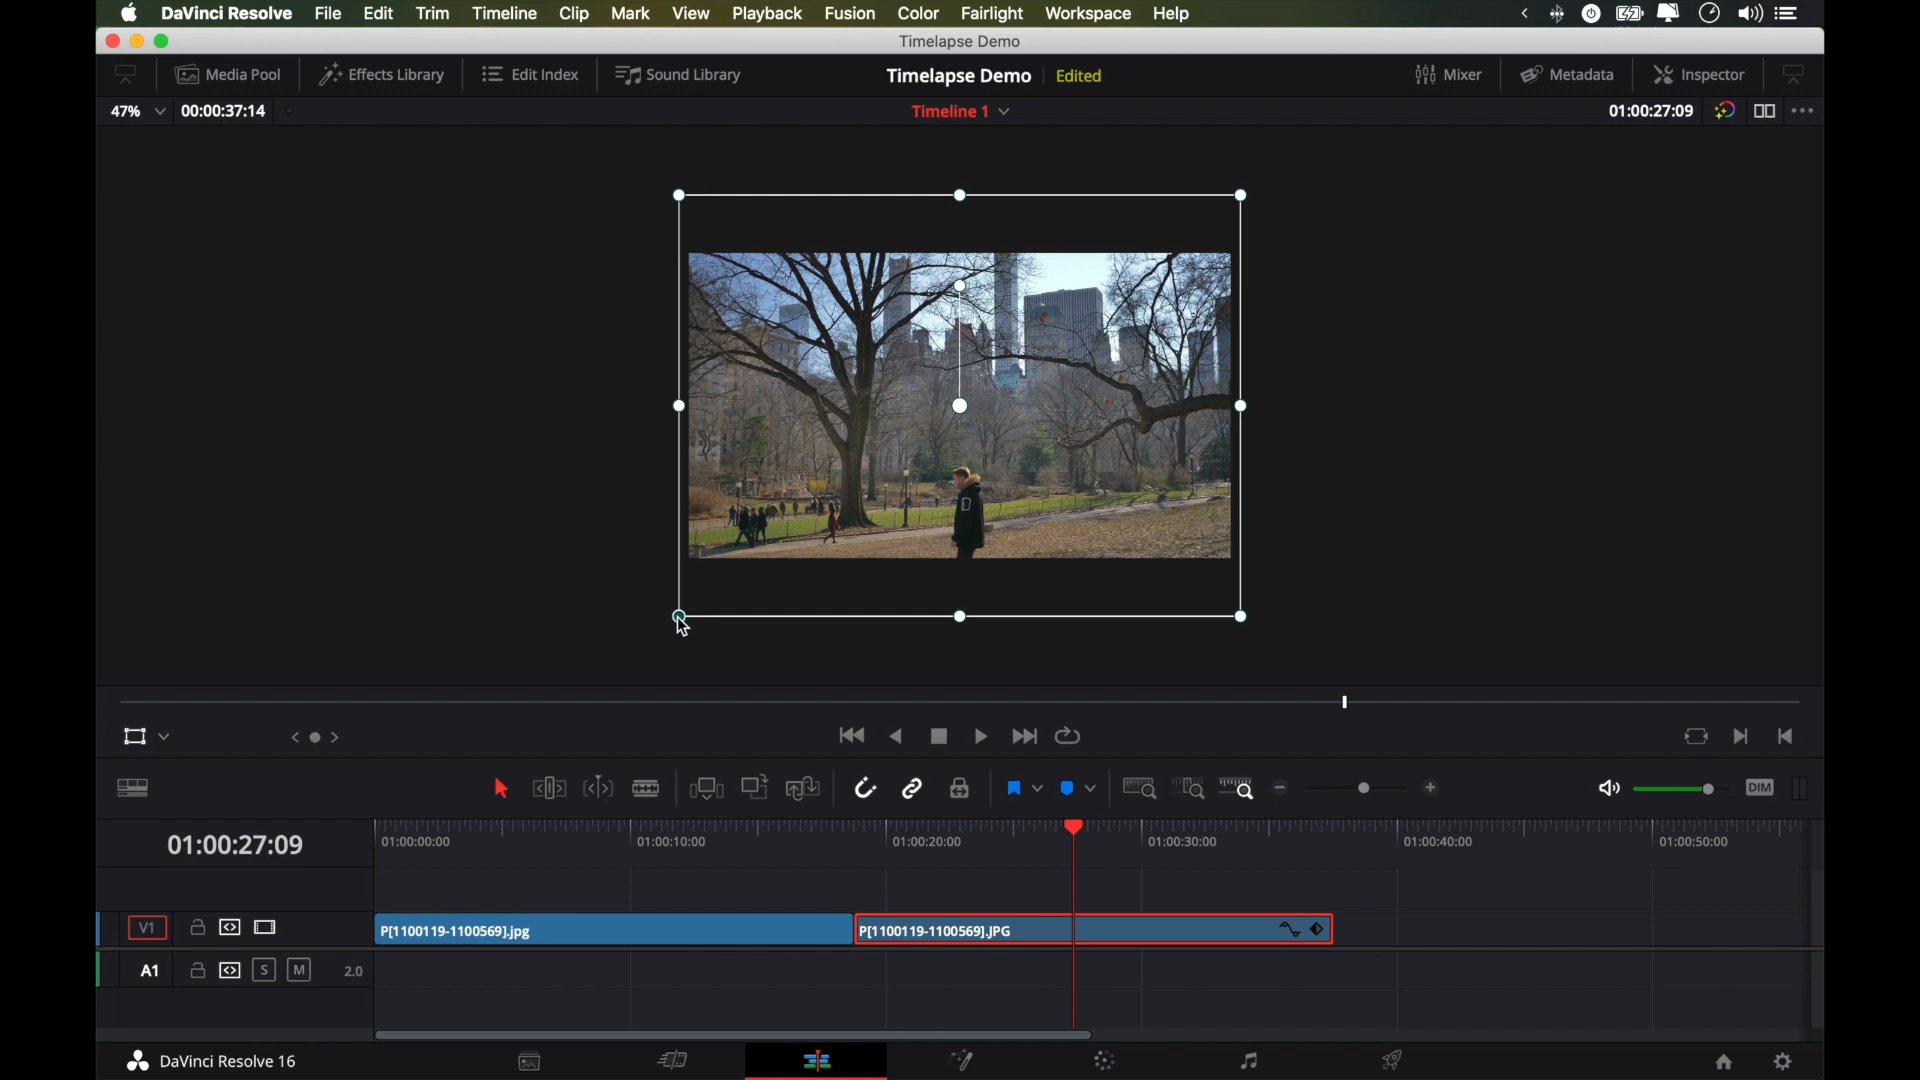 DaVinci Resolve File Edit Trim Timeline Clip Mark View Playback Fusion Color Fairlight Workspace Help
Timelapse Demo
Media Pool Effects Library Edit Index Sound Library Timelapse Demo Edited Mixer Metadata Inspector
47% 00:00:37:14 Timeline 1 01:00:27:09
DIM
01:00:27:09 01:00:00:00 01:00:10:00 01:00:20:00 01:00:30:00 01:00:40:00 01:00:50:00
V1 P[1100119-1100569].jpg P[1100119-1100569].JPG
A1 S M 2.0
DaVinci Resolve 16